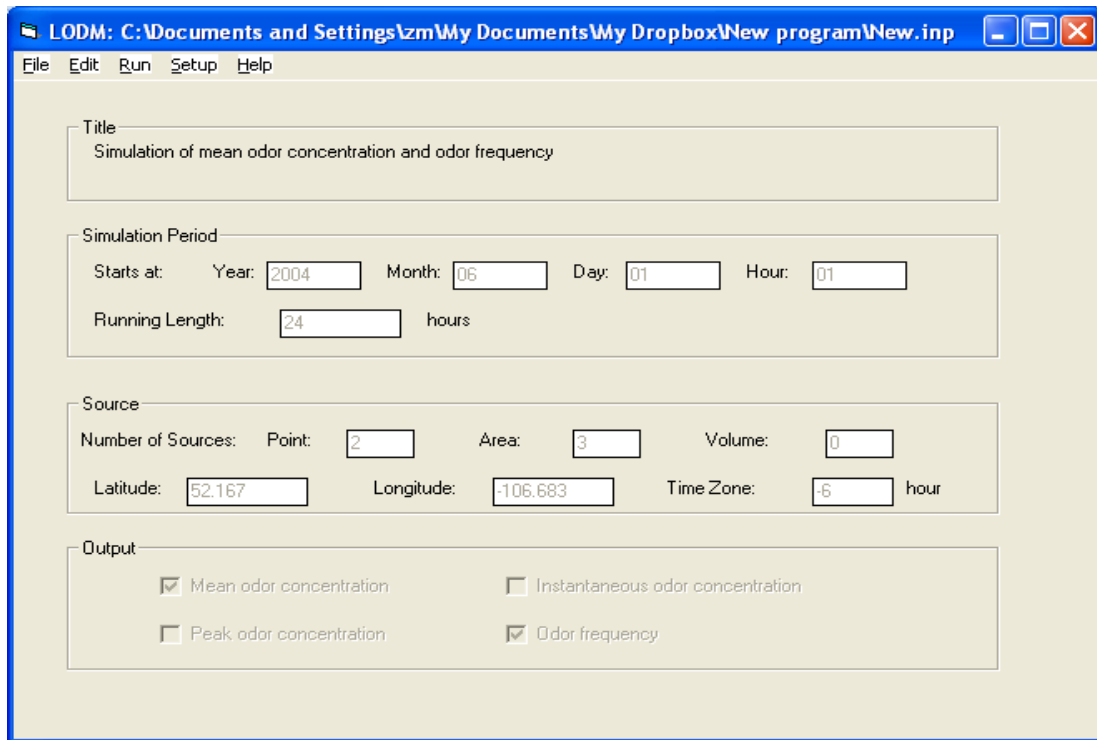 LODM: C:\Documents and Settings\zm\My Documents\My Dropbox\New program\New.inp
File Edit Run Setup Help
Title
Simulation of mean odor concentration and odor frequency
Simulation Period
Starts at: Year: 2004 Month: 06 Day: 01 Hour: 01
Running Length: 24 hours
Source
Number of Sources: Point: 2 Area: 3 Volume: 0
Latitude: 52.167 Longitude: -106.683 Time Zone: -6 hour
Output
Mean odor concentration Instantaneous odor concentration
Peak odor concentration Odor frequency